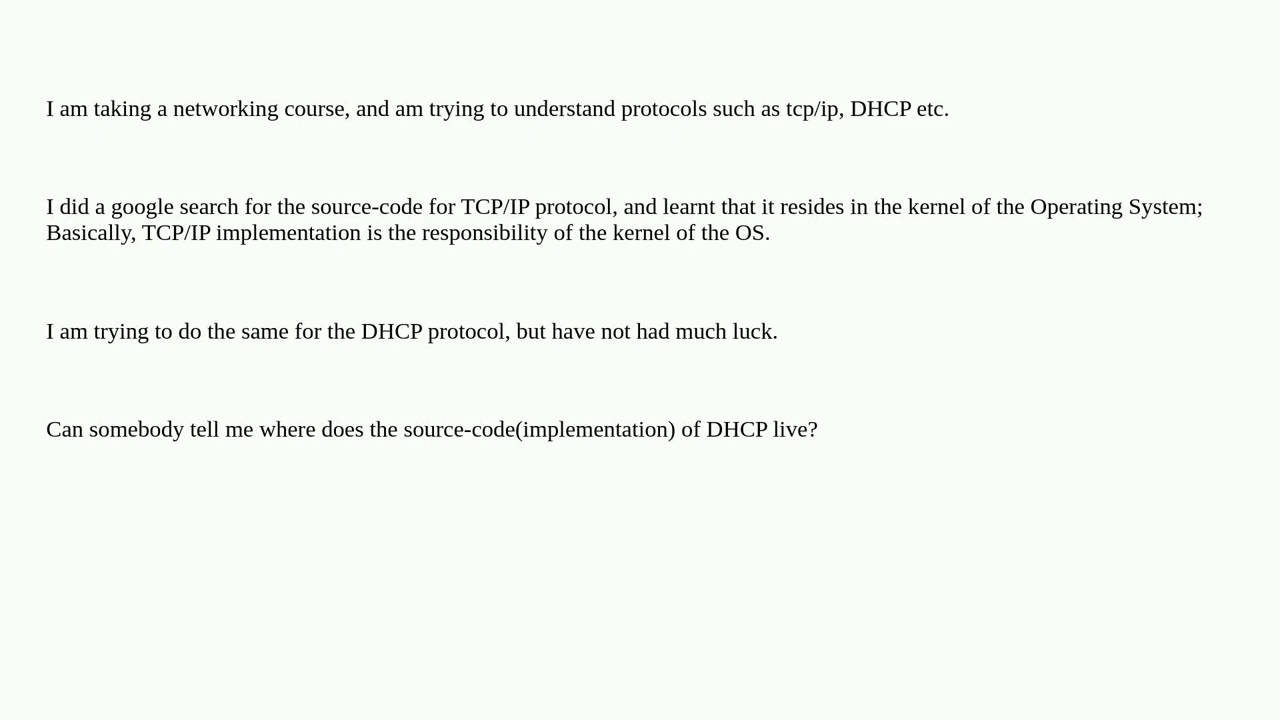 I am taking a networking course, and am trying to understand protocols such as tcp/ip, DHCP etc.
I did a google search for the source-code for TCP/IP protocol, and learnt that it resides in the kernel of the Operating System;
Basically, TCP/IP implementation is the responsibility of the kernel of the OS.
I am trying to do the same for the DHCP protocol, but have not had much luck.
Can somebody tell me where does the source-code(implementation) of DHCP live?